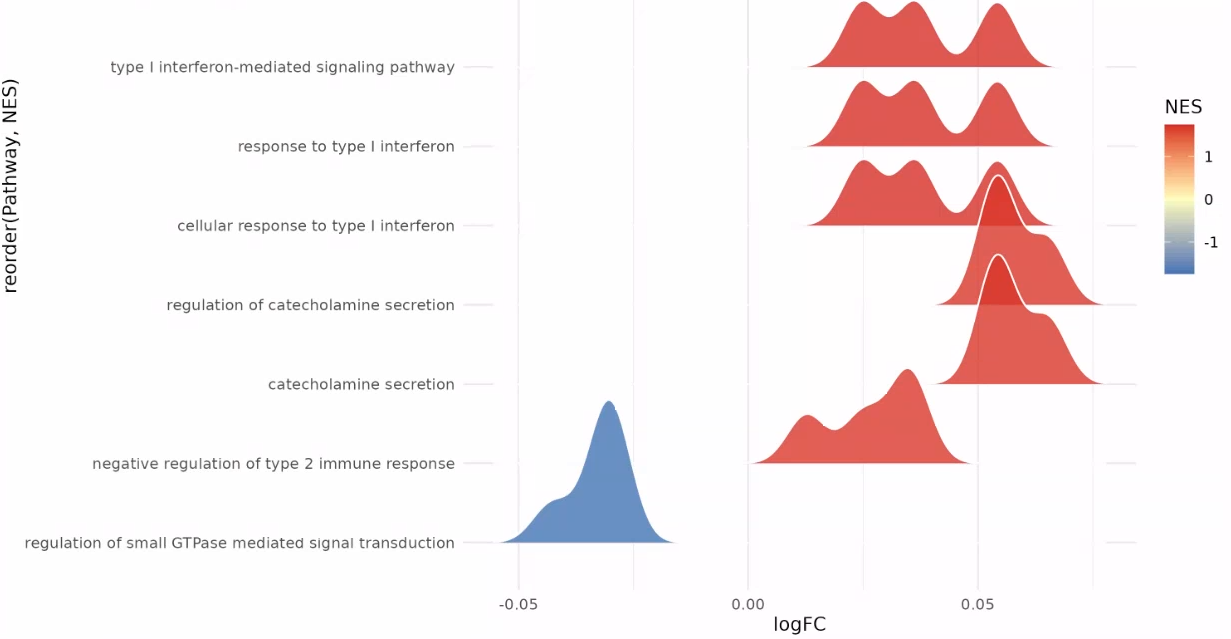 reorder(Pathway, NES)
type I interferon-mediated signaling pathway
response to type I interferon
cellular response to type I interferon
regulation of catecholamine secretion
catecholamine secretion
negative regulation of type 2 immune response
regulation of small GTPase mediated signal transduction
-0.05 0.00 0.05
logFC
NES
1
0
-1